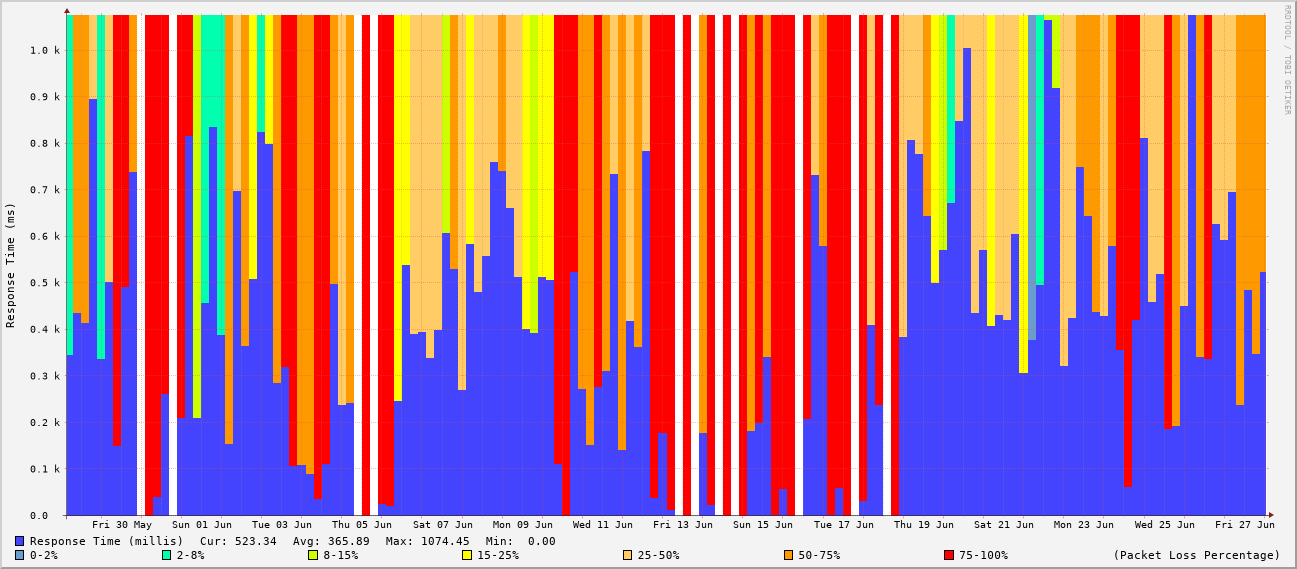 RRDTOOL / TOBI OETIKER
Response Time (ms)
1.0 k
0.9 k
0.8 k
0.7 k
0.6 k
0.5 k
0.4 k
0.3 k
0.2 k
0.1 k
0.0
Fri 30 May Sun 01 Jun Tue 03 Jun Thu 05 Jun Sat 07 Jun Mon 09 Jun Wed 11 Jun Fri 13 Jun Sun 15 Jun Tue 17 Jun Thu 19 Jun Sat 21 Jun Mon 23 Jun Wed 25 Jun Fri 27 Jun
Response Time (millis) Cur: 523.34 Avg: 365.89 Max: 1074.45 Min: 0.00
0-2% 2-8% 8-15% 15-25% 25-50% 50-75% 75-100% (Packet Loss Percentage)